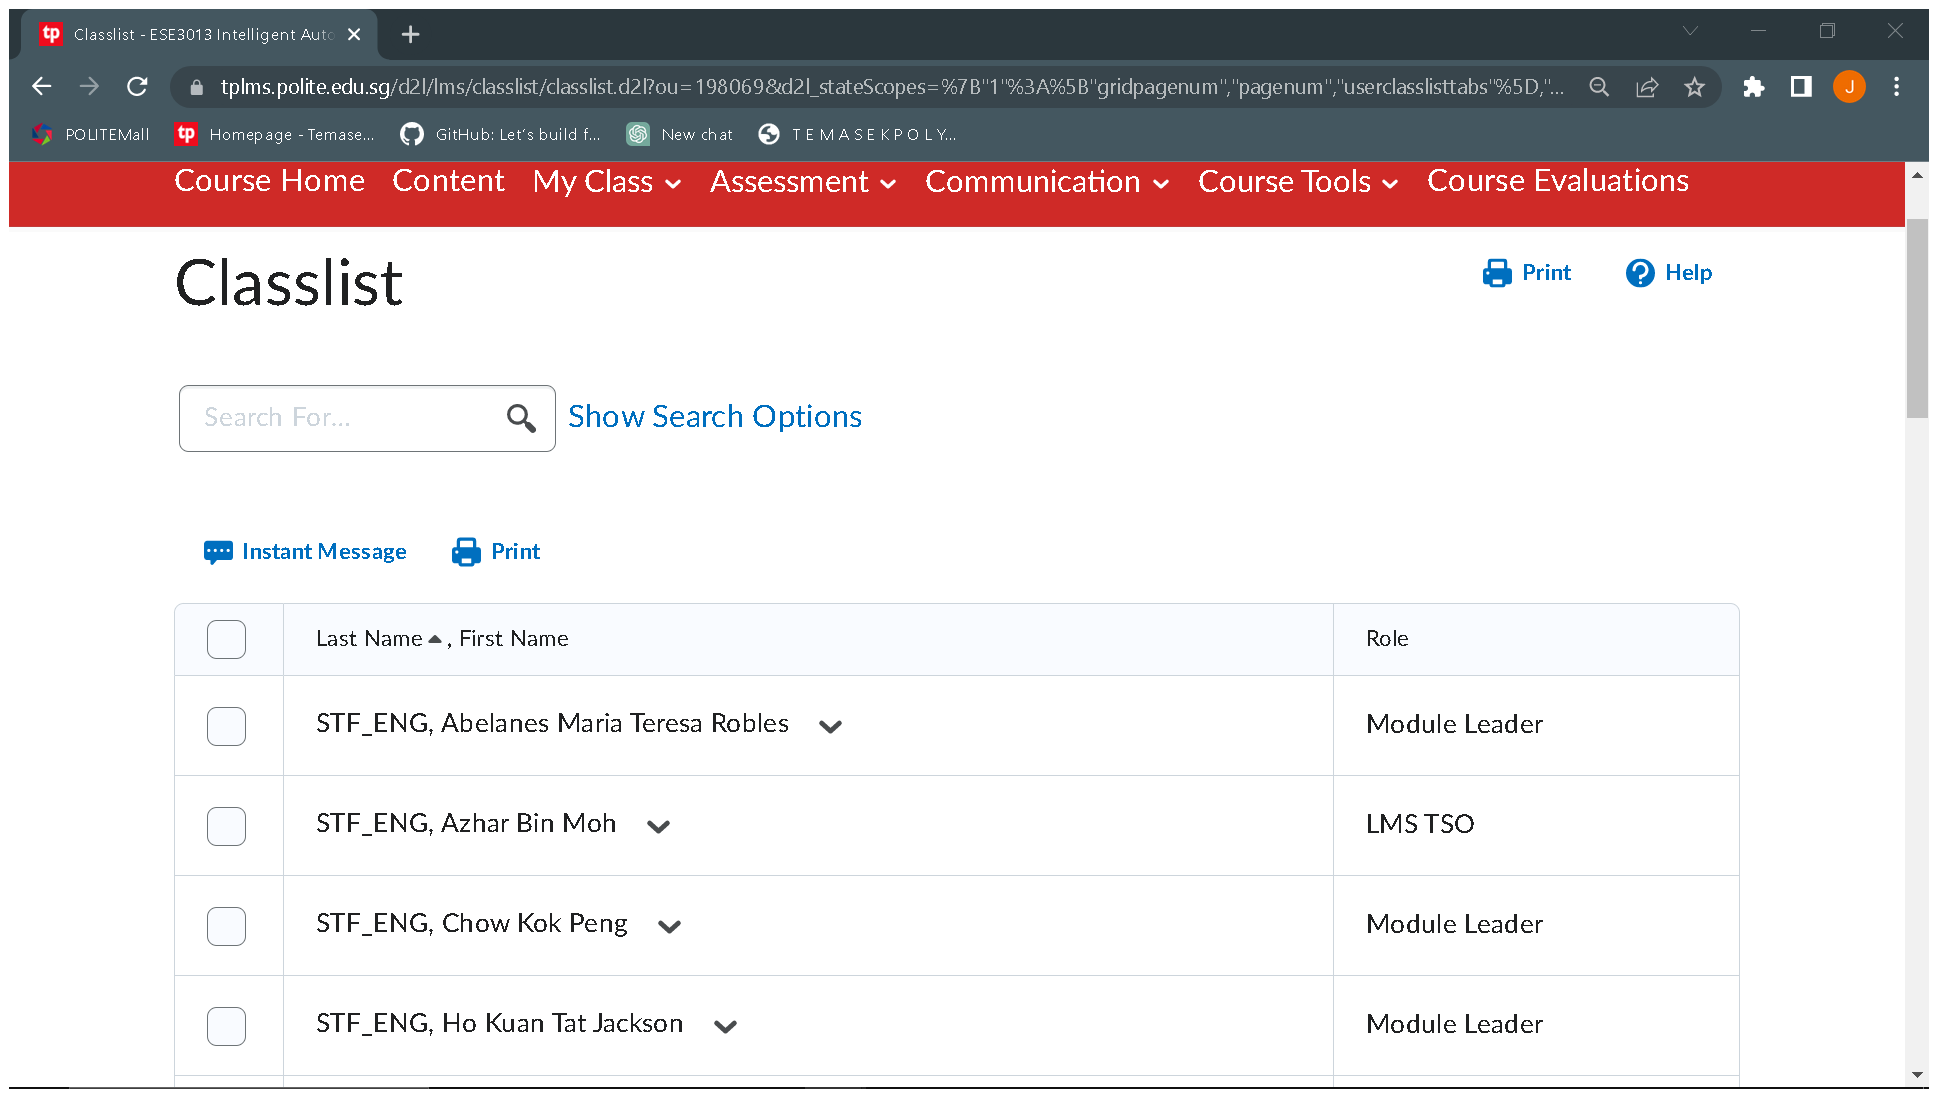 tp Classlist - ESE3013 Intelligent Auto
tplms.polite.edu.sg/d2l/lms/classlist/classlist.d2l?ou=198069&d2l_stateScopes=%7B"1"%3A%5B"gridpagenum","pagenum","userclasslisttabs"%5D,"... J
POLITEMall tp Homepage - Temase... GitHub: Let's build f... New chat T E M A S E K P O L Y...
Course Home Content My Class Assessment Communication Course Tools Course Evaluations
Classlist Print Help
Search For... Show Search Options
Instant Message Print
Last Name , First Name Role
STF_ENG, Abelanes Maria Teresa Robles Module Leader
STF_ENG, Azhar Bin Moh LMS TSO
STF_ENG, Chow Kok Peng Module Leader
STF_ENG, Ho Kuan Tat Jackson Module Leader